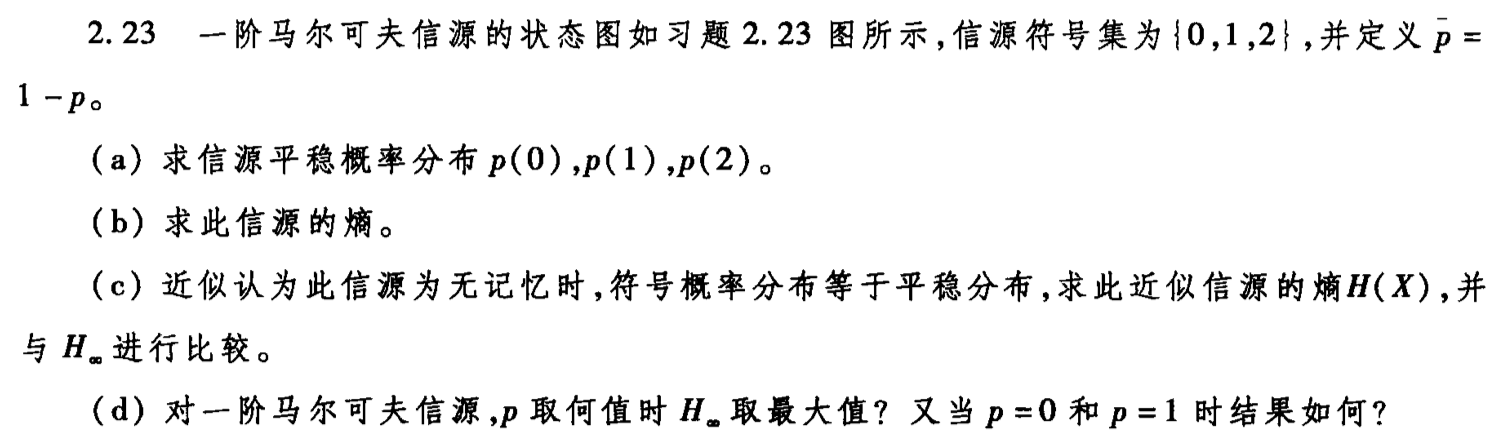 2.23 一阶马尔可夫信源的状态图如习题 2.23 图所示,信源符号集为{0,1,2},并定义 p̄ =
1 - p。
(a) 求信源平稳概率分布 p(0),p(1),p(2)。
(b) 求此信源的熵。
(c) 近似认为此信源为无记忆时,符号概率分布等于平稳分布,求此近似信源的熵H(X),并
与 H∞ 进行比较。
(d) 对一阶马尔可夫信源,p 取何值时 H∞ 取最大值? 又当 p = 0 和 p = 1 时结果如何?